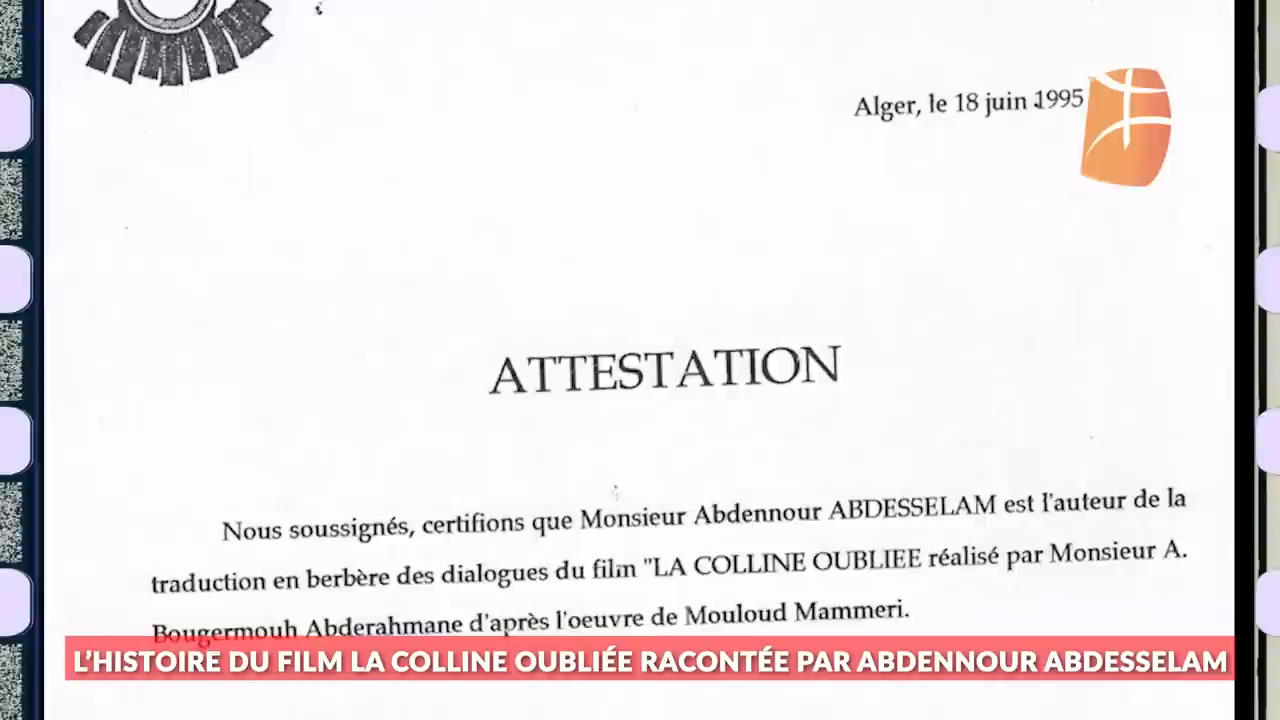 Alger, le 18 juin 1995
ATTESTATION
Nous soussignés, certifions que Monsieur Abdennour ABDESSELAM est l'auteur de la
traduction en berbère des dialogues du film "LA COLLINE OUBLIEE réalisé par Monsieur A.
Bougermouh Abderahmane d'après l'oeuvre de Mouloud Mammeri.
L'HISTOIRE DU FILM LA COLLINE OUBLIÉE RACONTÉE PAR ABDENNOUR ABDESSELAM